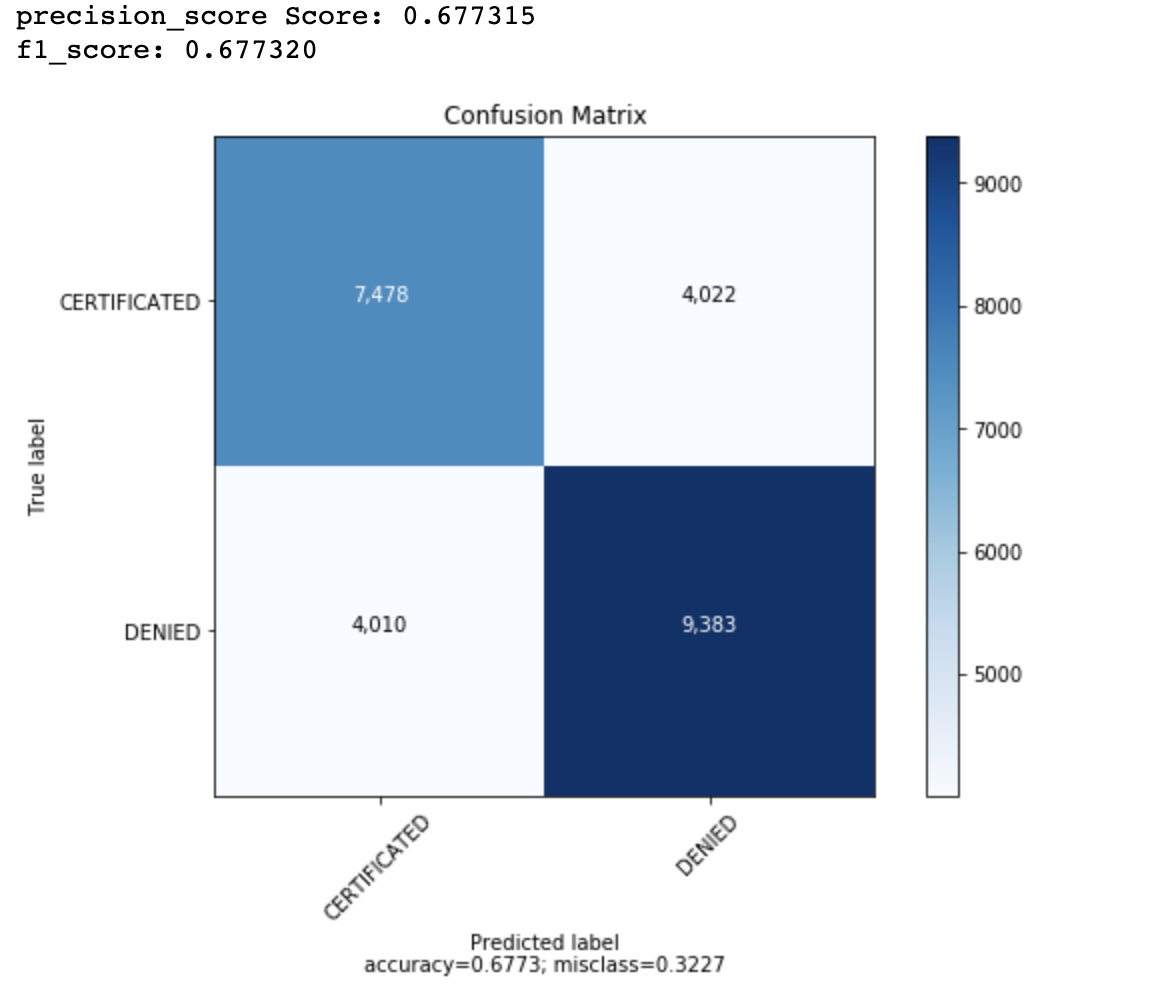 precision_score Score: 0.677315
f1_score: 0.677320
Confusion Matrix
9000
8000
7000
6000
5000
True label
CERTIFICATED
7,478
4,022
DENIED
4,010
9,383
CERTIFICATED
DENIED
Predicted label
accuracy=0.6773; misclass=0.3227